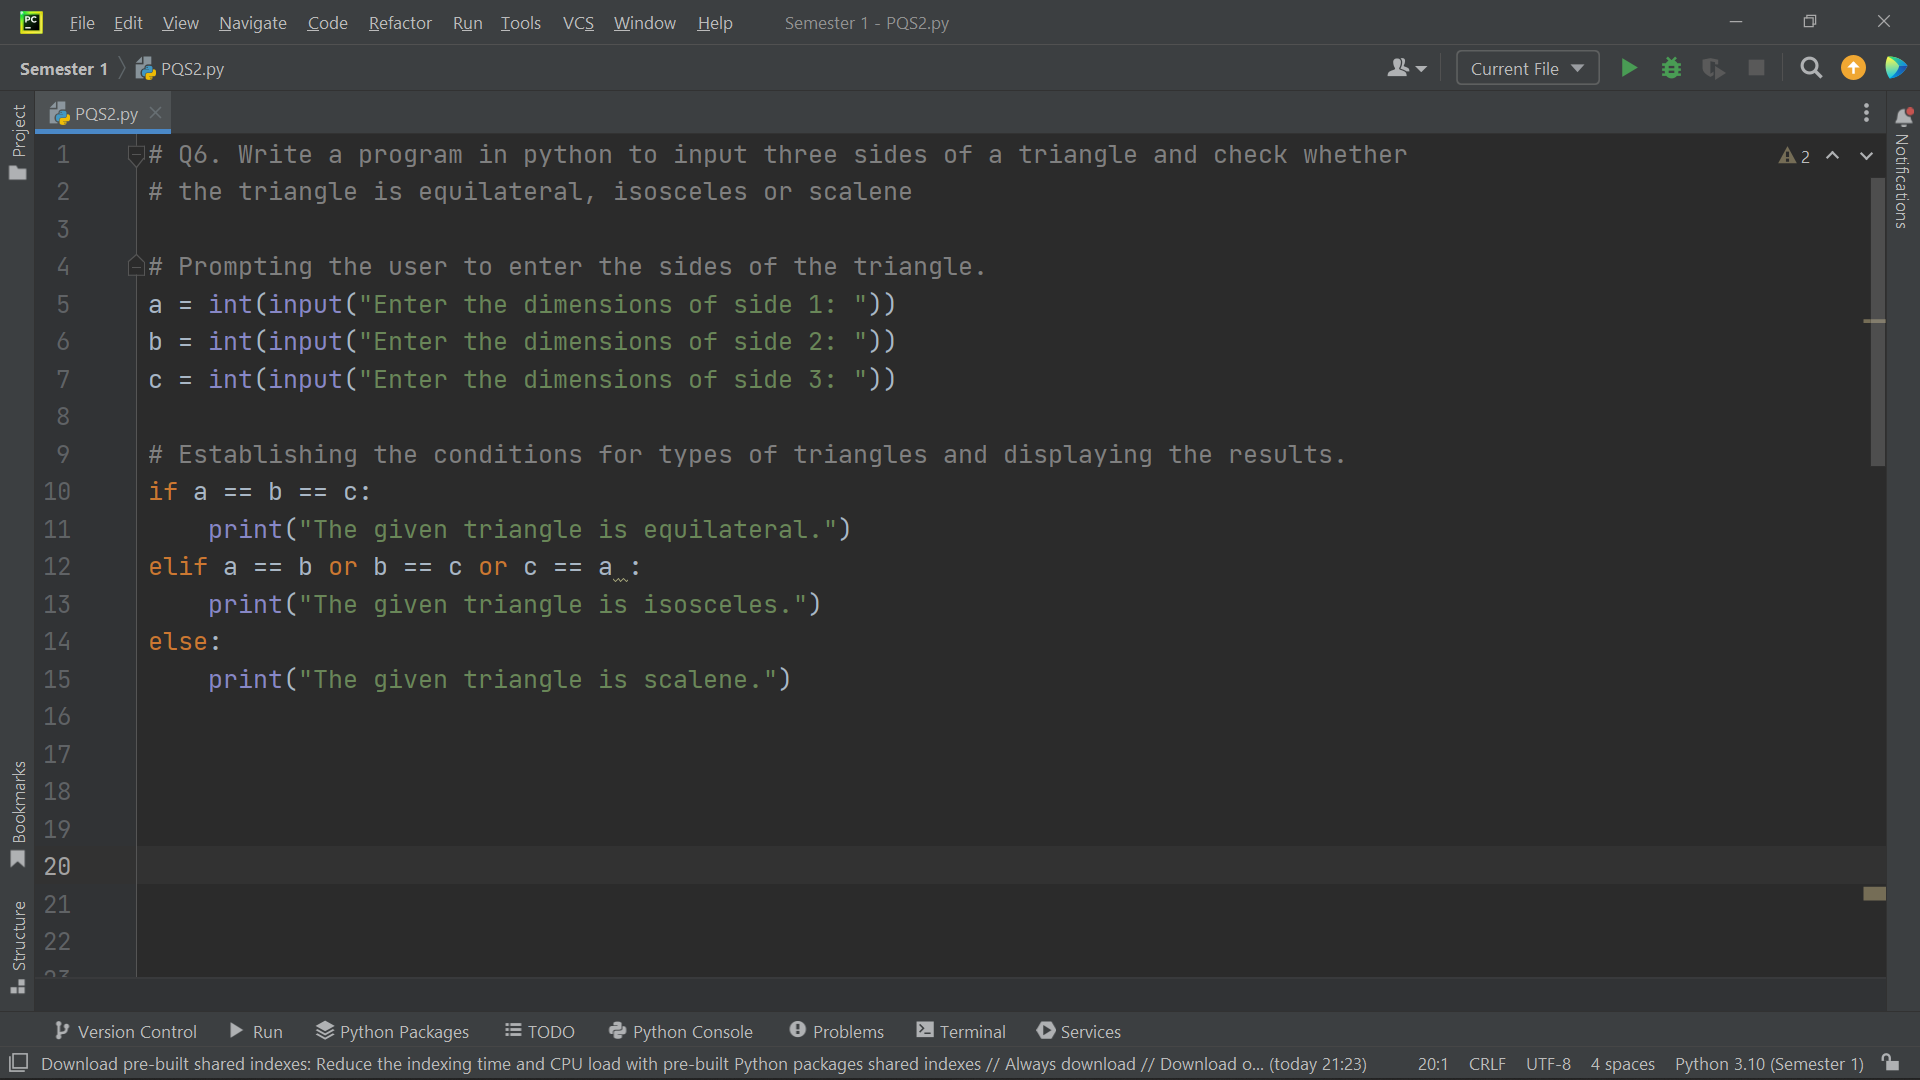 PC File Edit View Navigate Code Refactor Run Tools VCS Window Help Semester 1 - PQS2.py
Semester 1 PQS2.py Current File
Project
PQS2.py
Notifications
2
1 # Q6. Write a program in python to input three sides of a triangle and check whether
2 # the triangle is equilateral, isosceles or scalene
3
4 # Prompting the user to enter the sides of the triangle.
5 a = int(input("Enter the dimensions of side 1: "))
6 b = int(input("Enter the dimensions of side 2: "))
7 c = int(input("Enter the dimensions of side 3: "))
8
9 # Establishing the conditions for types of triangles and displaying the results.
10 if a == b == c:
11     print("The given triangle is equilateral.")
12 elif a == b or b == c or c == a :
13     print("The given triangle is isosceles.")
14 else:
15     print("The given triangle is scalene.")
16
17
18
19
20
21
22
23
Bookmarks
Structure
Version Control Run Python Packages TODO Python Console Problems Terminal Services
Download pre-built shared indexes: Reduce the indexing time and CPU load with pre-built Python packages shared indexes // Always download // Download o... (today 21:23) 20:1 CRLF UTF-8 4 spaces Python 3.10 (Semester 1)